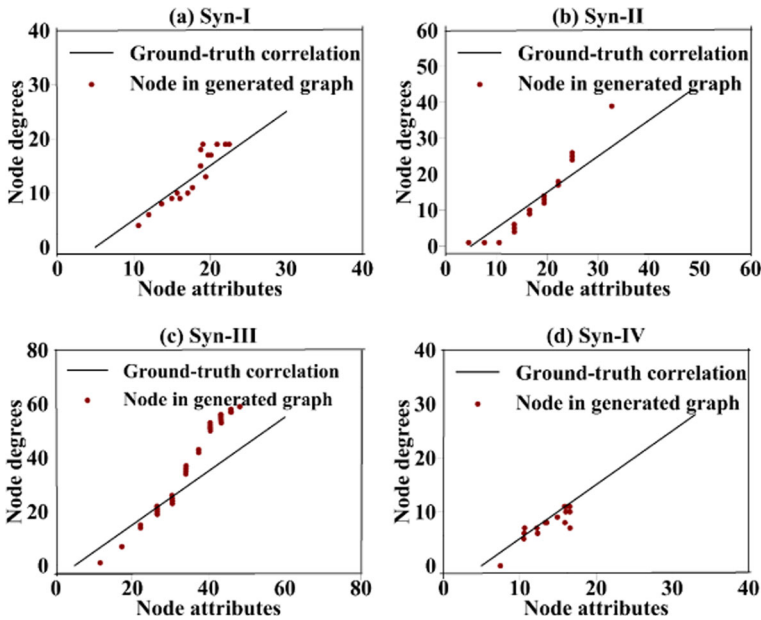 (a) Syn-I
40
30
20
10
0
Node degrees
Ground-truth correlation
Node in generated graph
0 10 20 30 40
Node attributes
(b) Syn-II
60
50
40
30
20
10
0
Node degrees
Ground-truth correlation
Node in generated graph
0 10 20 30 40 50 60
Node attributes
(c) Syn-III
80
60
40
20
0
Node degrees
Ground-truth correlation
Node in generated graph
0 20 40 60 80
Node attributes
(d) Syn-IV
40
30
20
10
0
Node degrees
Ground-truth correlation
Node in generated graph
0 10 20 30 40
Node attributes